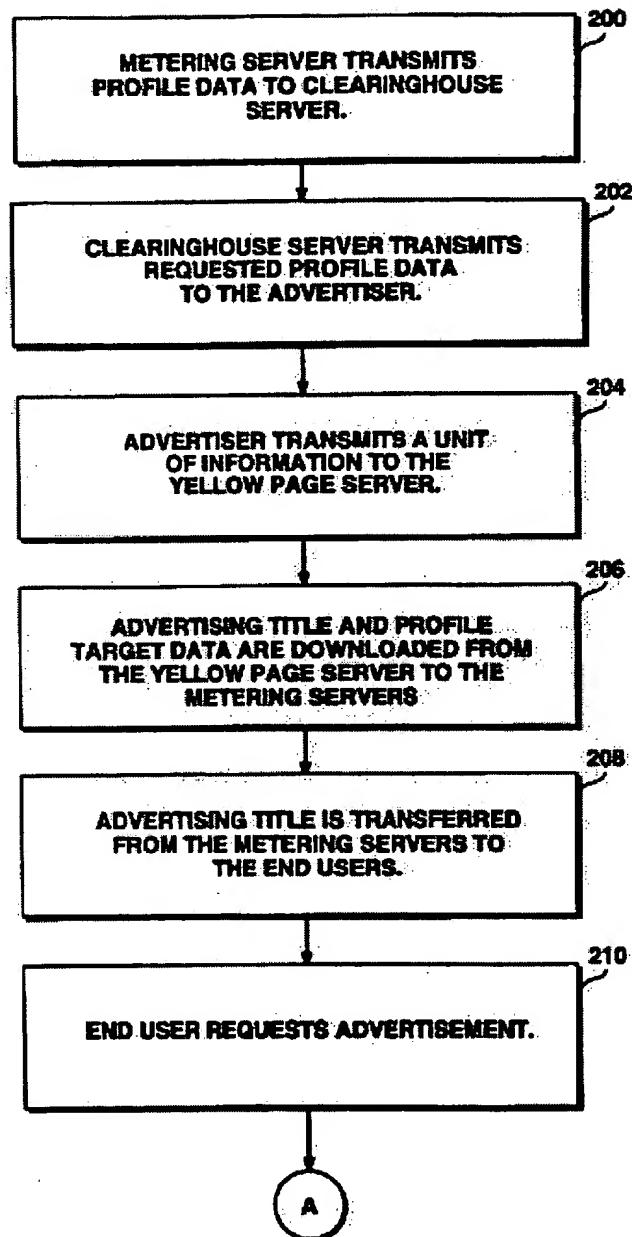 200
METERING SERVER TRANSMITS
PROFILE DATA TO CLEARINGHOUSE
SERVER.
202
CLEARINGHOUSE SERVER TRANSMITS
REQUESTED PROFILE DATA
TO THE ADVERTISER.
204
ADVERTISER TRANSMITS A UNIT
OF INFORMATION TO THE
YELLOW PAGE SERVER.
206
ADVERTISING TITLE AND PROFILE
TARGET DATA ARE DOWNLOADED FROM
THE YELLOW PAGE SERVER TO THE
METERING SERVERS
208
ADVERTISING TITLE IS TRANSFERRED
FROM THE METERING SERVERS TO
THE END USERS.
210
END USER REQUESTS ADVERTISEMENT.
A